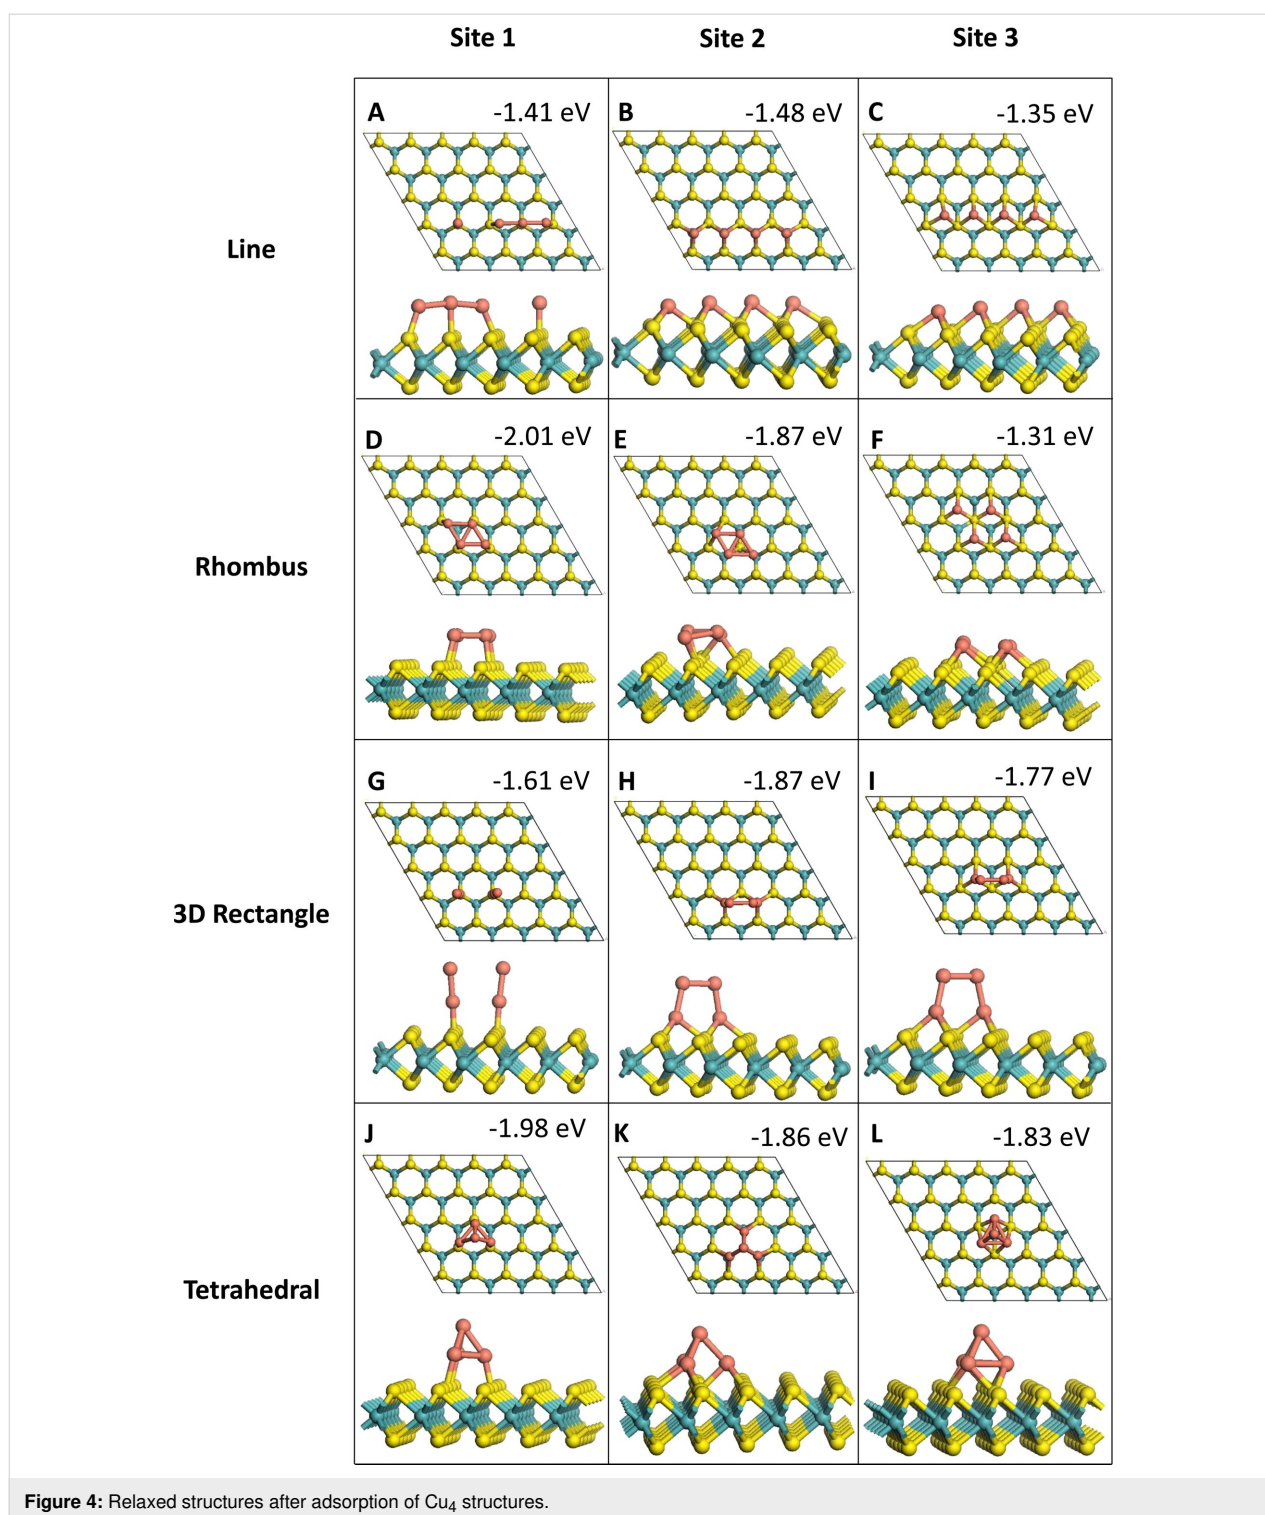 Site 1 Site 2 Site 3
A -1.41 eV B -1.48 eV C -1.35 eV
Line
D -2.01 eV E -1.87 eV F -1.31 eV
Rhombus
G -1.61 eV H -1.87 eV I -1.77 eV
3D Rectangle
J -1.98 eV K -1.86 eV L -1.83 eV
Tetrahedral
Figure 4: Relaxed structures after adsorption of Cu₄ structures.